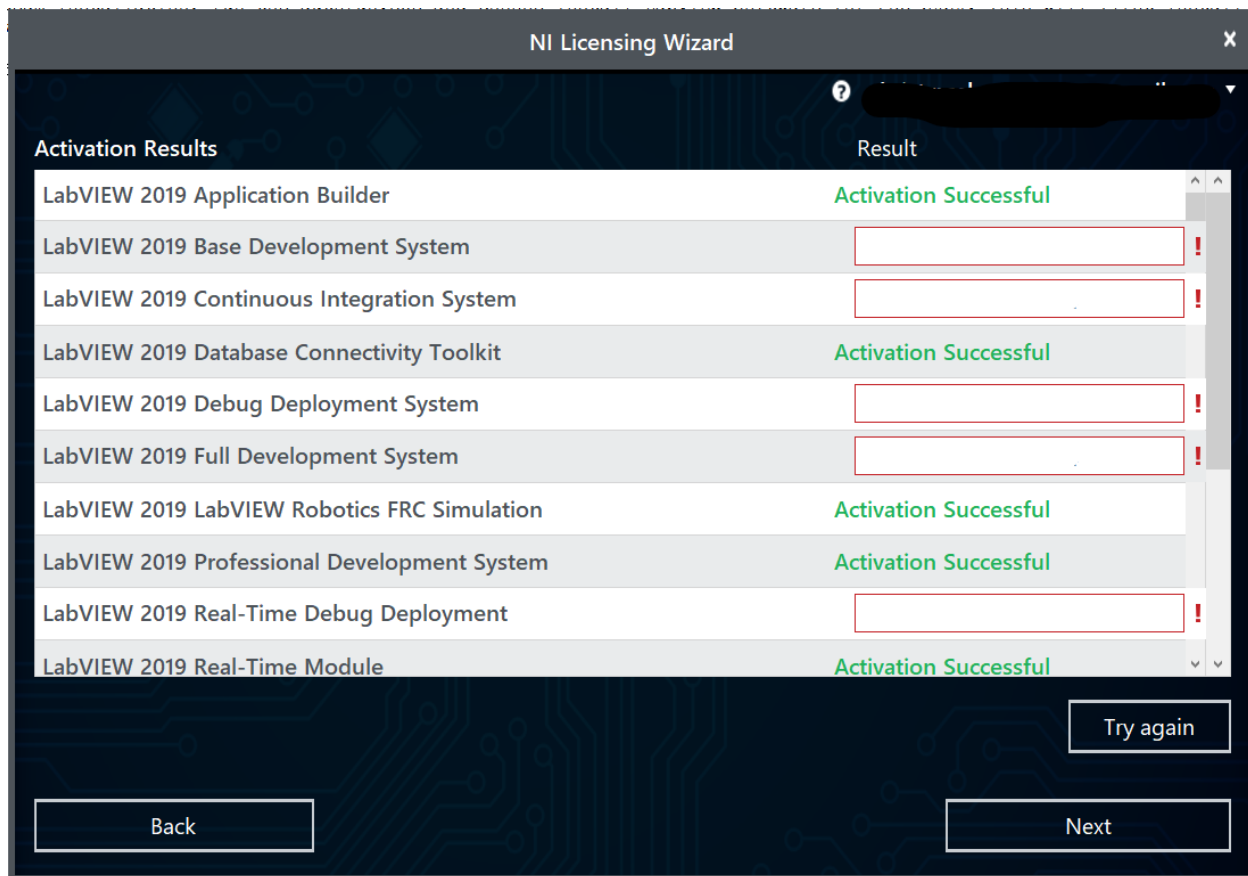 NI Licensing Wizard
x
?
Activation Results Result
LabVIEW 2019 Application Builder Activation Successful
LabVIEW 2019 Base Development System !
LabVIEW 2019 Continuous Integration System !
LabVIEW 2019 Database Connectivity Toolkit Activation Successful
LabVIEW 2019 Debug Deployment System !
LabVIEW 2019 Full Development System !
LabVIEW 2019 LabVIEW Robotics FRC Simulation Activation Successful
LabVIEW 2019 Professional Development System Activation Successful
LabVIEW 2019 Real-Time Debug Deployment !
LabVIEW 2019 Real-Time Module Activation Successful
Try again
Back Next